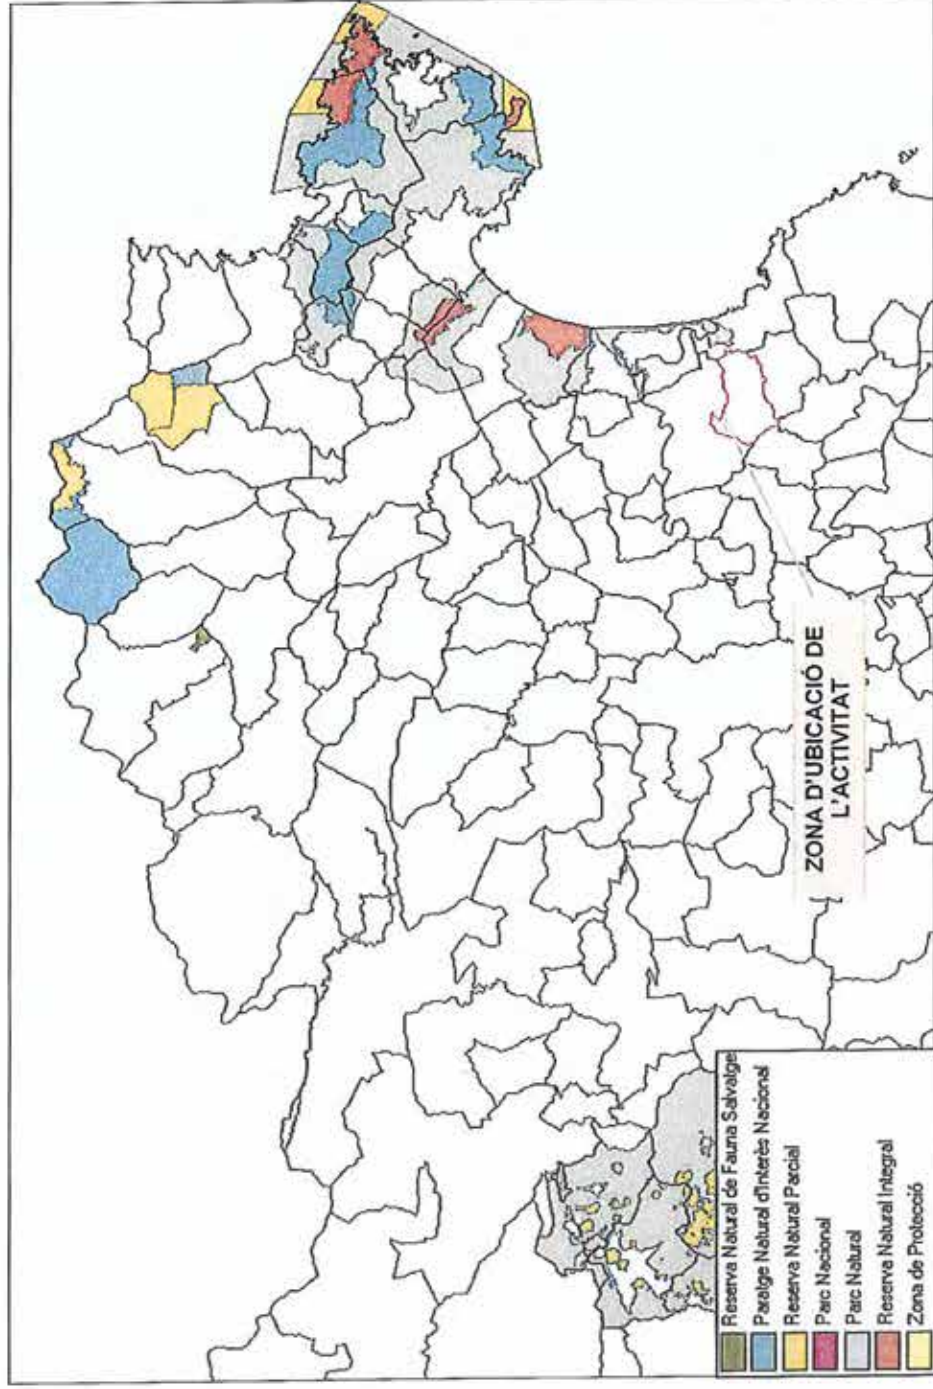 ZONA D'UBICACIÓ DE
L'ACTIVITAT
Reserva Natural de Fauna Salvatge
Paratge Natural d'Interès Nacional
Reserva Natural Parcial
Parc Nacional
Parc Natural
Reserva Natural Integral
Zona de Protecció